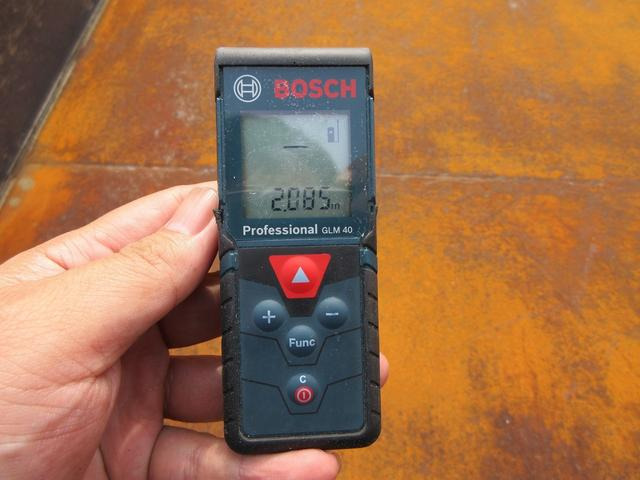 BOSCH
2.085m
Professional GLM 40
Func
C